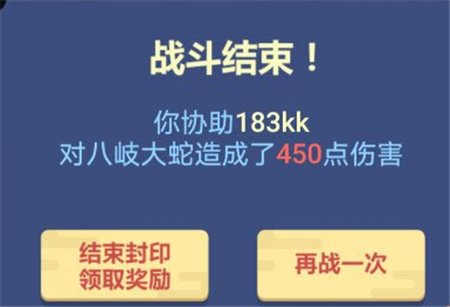 战斗结束！
你协助183kk
对八岐大蛇造成了450点伤害
结束封印
领取奖励
再战一次